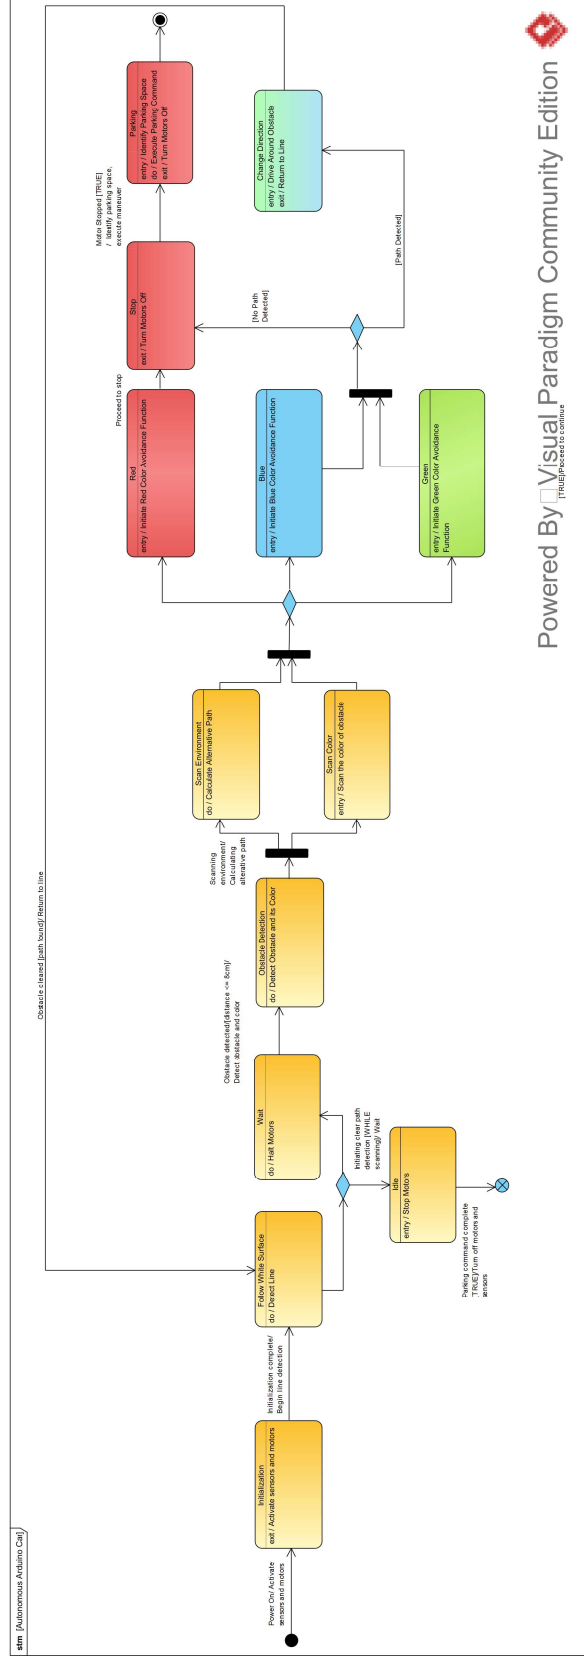 stm [Autonomous Arduino Car]
Power On/ Activate
sensors and motors
Initialization
exit / Activate sensors and motors
Initialization complete/
Begin line detection
Follow White Surface
do / Detect Line
Wait
do / Halt Motors
Initiating clear path
detection [WHILE
scanning]/ Wait
Idle
entry / Stop Motors
Parking command complete
[TRUE]/Turn off motors and
sensors
Obstacle detected/[distance <= 8cm]/
Detect obstacle and color
Obstacle Detection
do / Detect Obstacle and its Color
Scanning
environment/
Calculating
alterative path
Scan Environment
do / Calculate Alternative Path
Scan Color
entry / Scan the color of obstacle
Red
entry / Initiate Red Color Avoidance Function
Blue
entry / Initiate Blue Color Avoidance Function
Green
entry / Initiate Green Color Avoidance
Function
Proceed to stop
Stop
exit / Turn Motors Off
[No Path
Detected]
[Path Detected]
Motor Stopped [TRUE]
/ Identify parking space,
execute maneuver
Parking
entry / Identify Parking Space
do / Execute Parking Command
exit / Turn Motors Off
Change Direction
entry / Drive Around Obstacle
exit / Return to Line
Obstacle cleared [path found]/ Return to line
[TRUE]/Proceed to continue
Powered By Visual Paradigm Community Edition